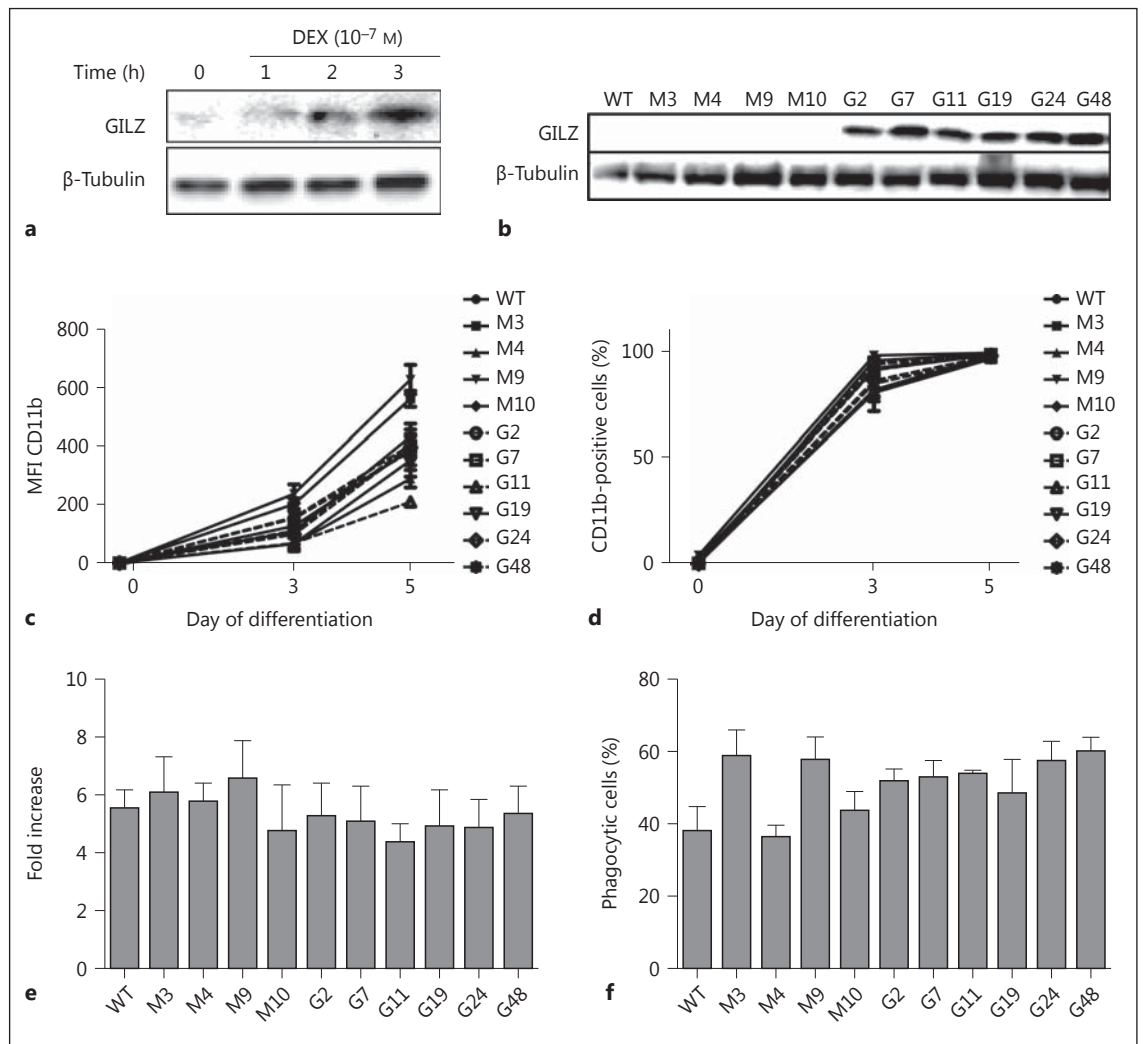 DEX (10–7 M)
Time (h) 0 1 2 3
GILZ
β-Tubulin
a
WT M3 M4 M9 M10 G2 G7 G11 G19 G24 G48
GILZ
β-Tubulin
b
800
600
400
200
0
MFI CD11b
0 3 5
Day of differentiation
WT
M3
M4
M9
M10
G2
G7
G11
G19
G24
G48
c
100
50
0
CD11b-positive cells (%)
0 3 5
Day of differentiation
WT
M3
M4
M9
M10
G2
G7
G11
G19
G24
G48
d
10
8
6
4
2
0
Fold increase
WT M3 M4 M9 M10 G2 G7 G11 G19 G24 G48
e
80
60
40
20
0
Phagocytic cells (%)
WT M3 M4 M9 M10 G2 G7 G11 G19 G24 G48
f